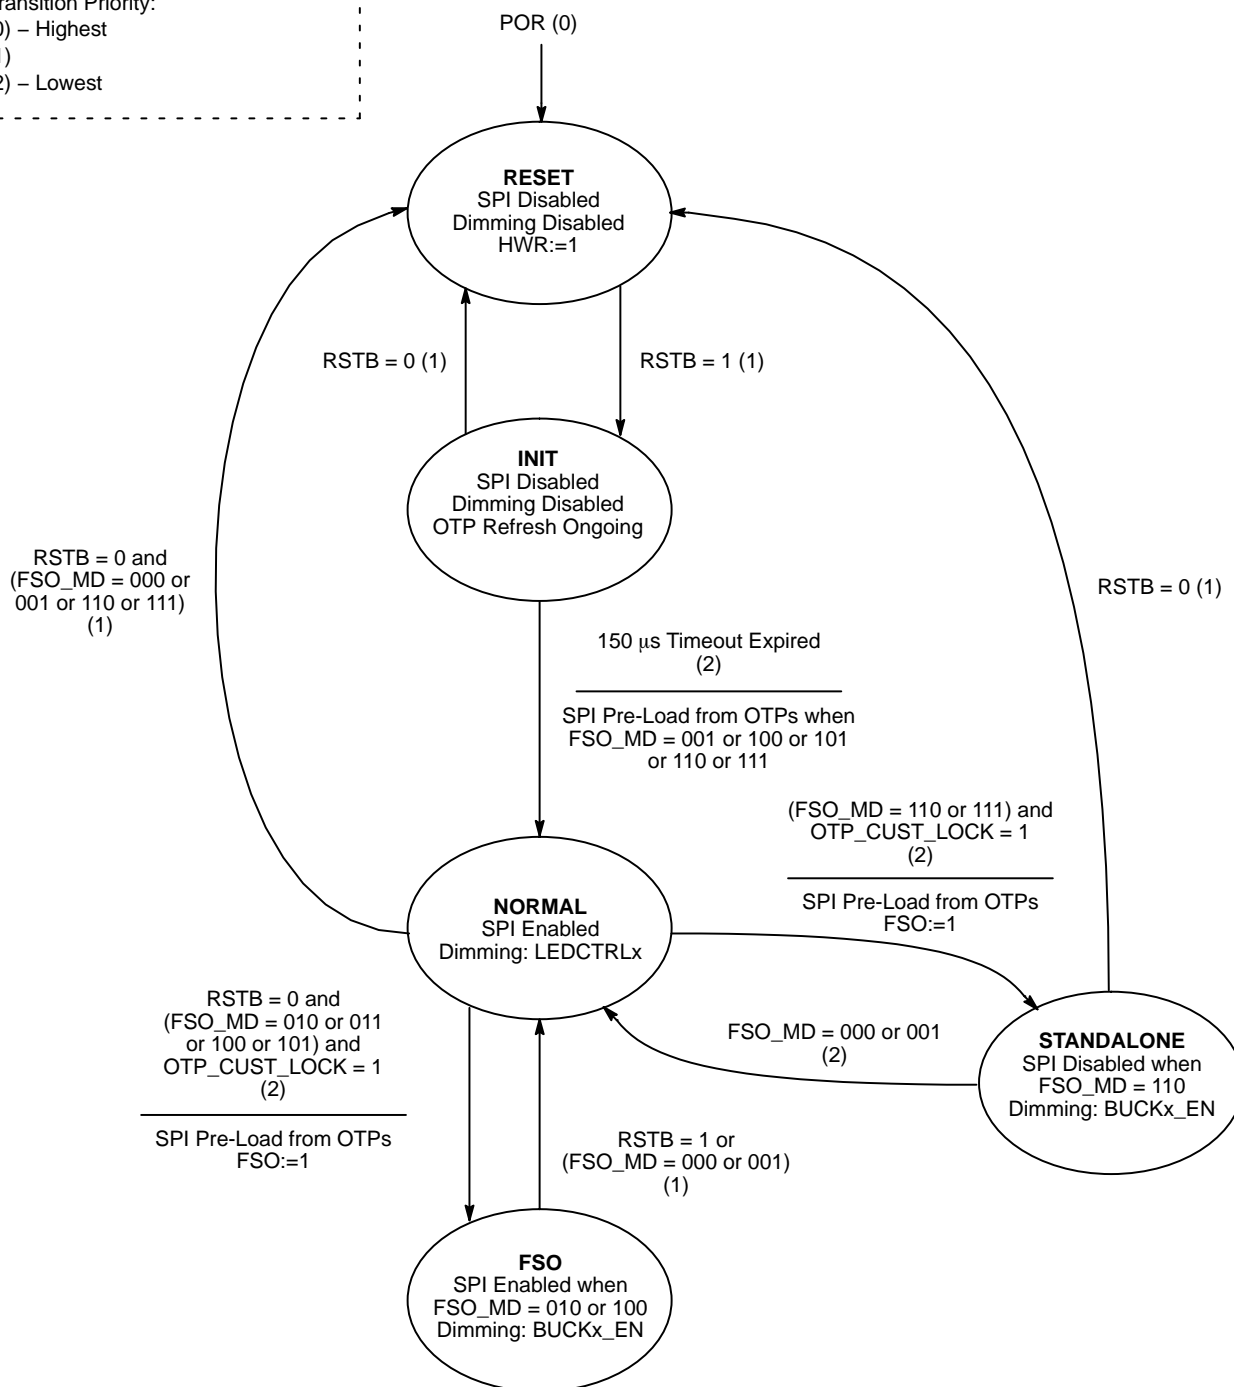 ransition Priority:
0) – Highest
1)
2) – Lowest
POR (0)
RESET
SPI Disabled
Dimming Disabled
HWR:=1
RSTB = 0 (1)
RSTB = 1 (1)
INIT
SPI Disabled
Dimming Disabled
OTP Refresh Ongoing
RSTB = 0 and
(FSO_MD = 000 or
001 or 110 or 111)
(1)
RSTB = 0 (1)
150 μs Timeout Expired
(2)
SPI Pre-Load from OTPs when
FSO_MD = 001 or 100 or 101
or 110 or 111
(FSO_MD = 110 or 111) and
OTP_CUST_LOCK = 1
(2)
SPI Pre-Load from OTPs
FSO:=1
NORMAL
SPI Enabled
Dimming: LEDCTRLx
RSTB = 0 and
(FSO_MD = 010 or 011
or 100 or 101) and
OTP_CUST_LOCK = 1
(2)
SPI Pre-Load from OTPs
FSO:=1
FSO_MD = 000 or 001
(2)
STANDALONE
SPI Disabled when
FSO_MD = 110
Dimming: BUCKx_EN
RSTB = 1 or
(FSO_MD = 000 or 001)
(1)
FSO
SPI Enabled when
FSO_MD = 010 or 100
Dimming: BUCKx_EN